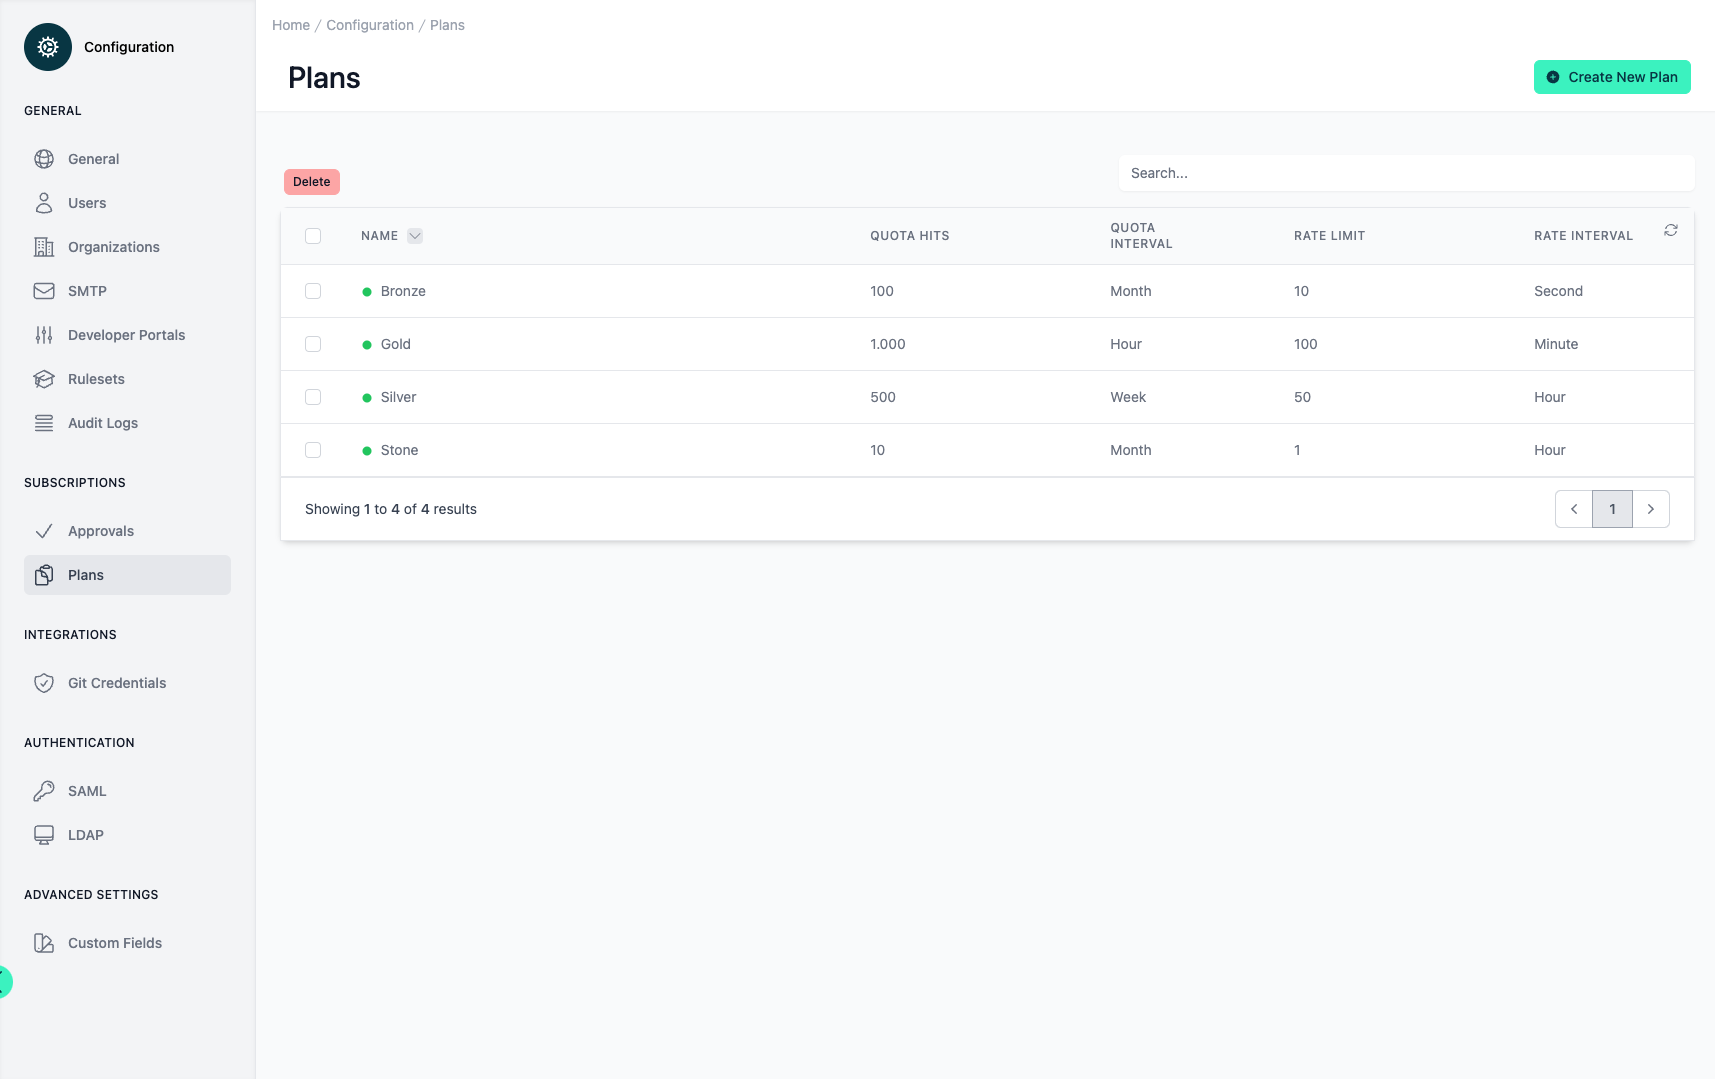 Configuration
GENERAL
General
Users
Organizations
SMTP
Developer Portals
Rulesets
Audit Logs
SUBSCRIPTIONS
Approvals
Plans
INTEGRATIONS
Git Credentials
AUTHENTICATION
SAML
LDAP
ADVANCED SETTINGS
Custom Fields
Home / Configuration / Plans
Plans
Create New Plan
Delete
Search...
NAME QUOTA HITS QUOTA INTERVAL RATE LIMIT RATE INTERVAL
Bronze 100 Month 10 Second
Gold 1.000 Hour 100 Minute
Silver 500 Week 50 Hour
Stone 10 Month 1 Hour
Showing 1 to 4 of 4 results
1